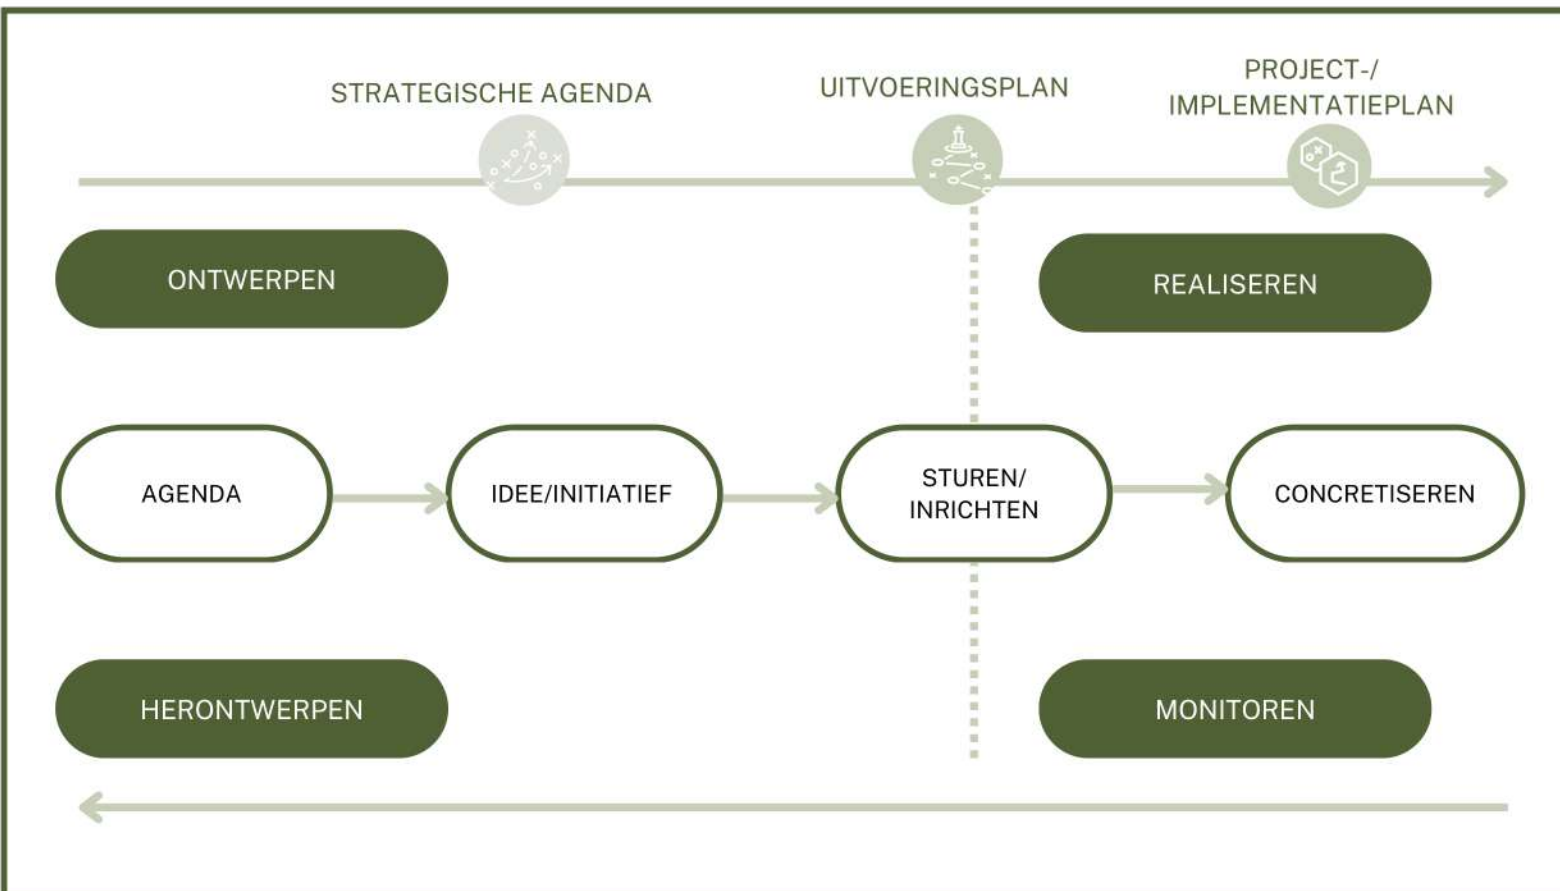 STRATEGISCHE AGENDA
UITVOERINGSPLAN
PROJECT-/
IMPLEMENTATIEPLAN
ONTWERPEN
REALISEREN
AGENDA
IDEE/INITIATIEF
STUREN/
INRICHTEN
CONCRETISEREN
HERONTWERPEN
MONITOREN